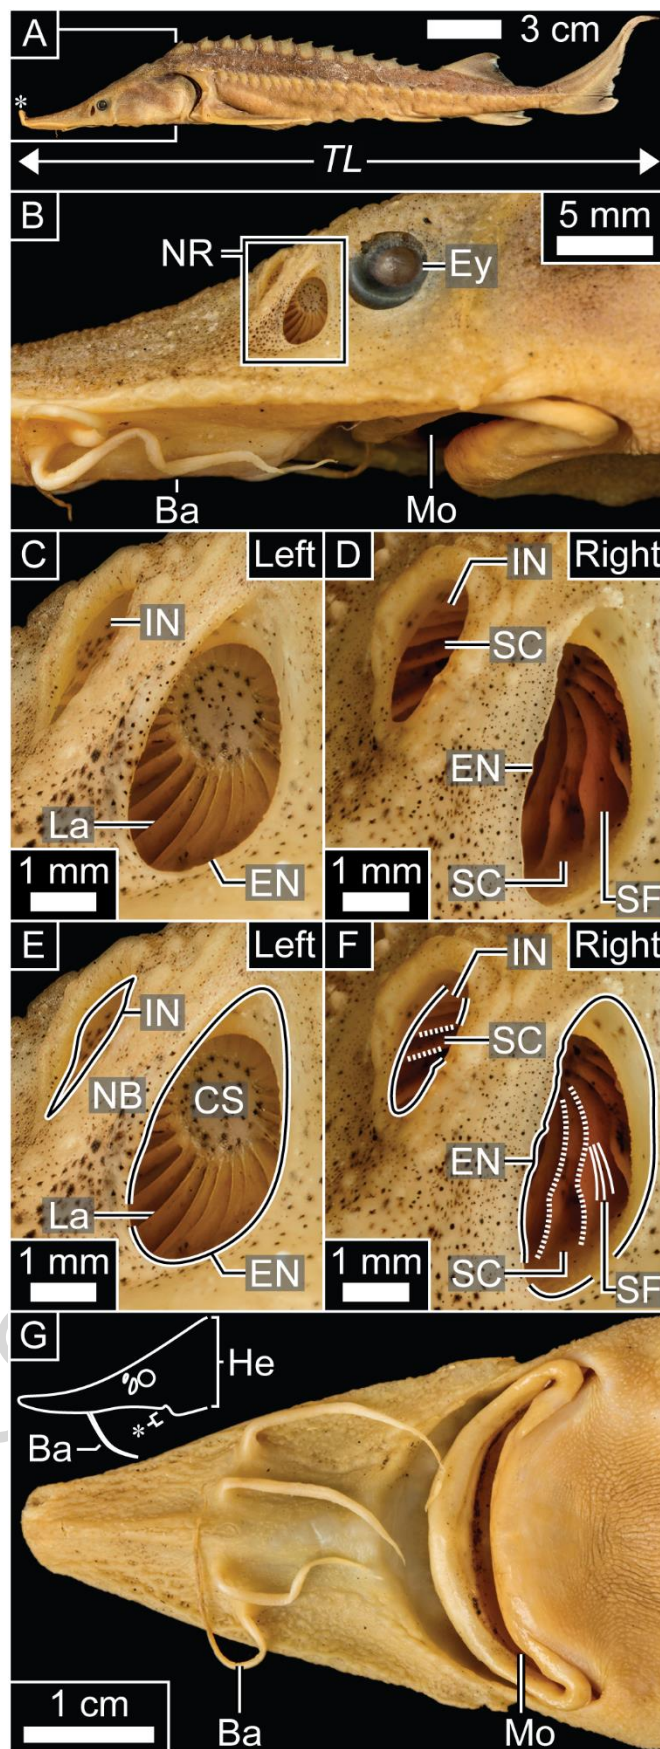 A
3 cm
*
TL
B
5 mm
NR
Ey
Ba
Mo
C
Left
IN
La
EN
1 mm
D
Right
IN
SC
EN
SC
SF
1 mm
E
Left
IN
NB
CS
La
EN
1 mm
F
Right
IN
SC
EN
SC
SF
1 mm
G
He
*
Ba
1 cm
Ba
Mo